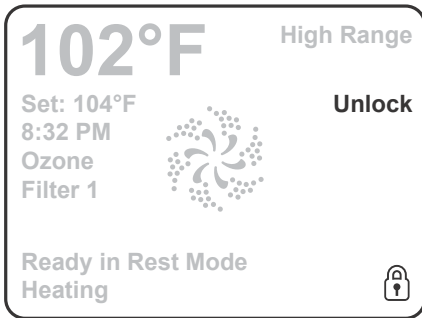 102°F
High Range
Set: 104°F
Unlock
8:32 PM
Ozone
Filter 1
Ready in Rest Mode
Heating